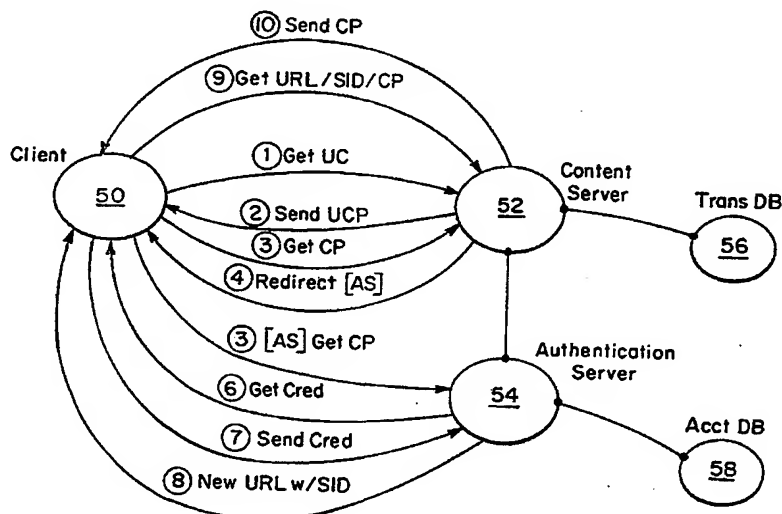 ⑩ Send CP
⑨ Get URL/SID/CP
Client
① Get UC
Content
Server
50
52
② Send UCP
Trans DB
③ Get CP
56
④ Redirect [AS]
③ [AS] Get CP
Authentication
Server
⑥ Get Cred
54
⑦ Send Cred
Acct DB
⑧ New URL w/SID
58